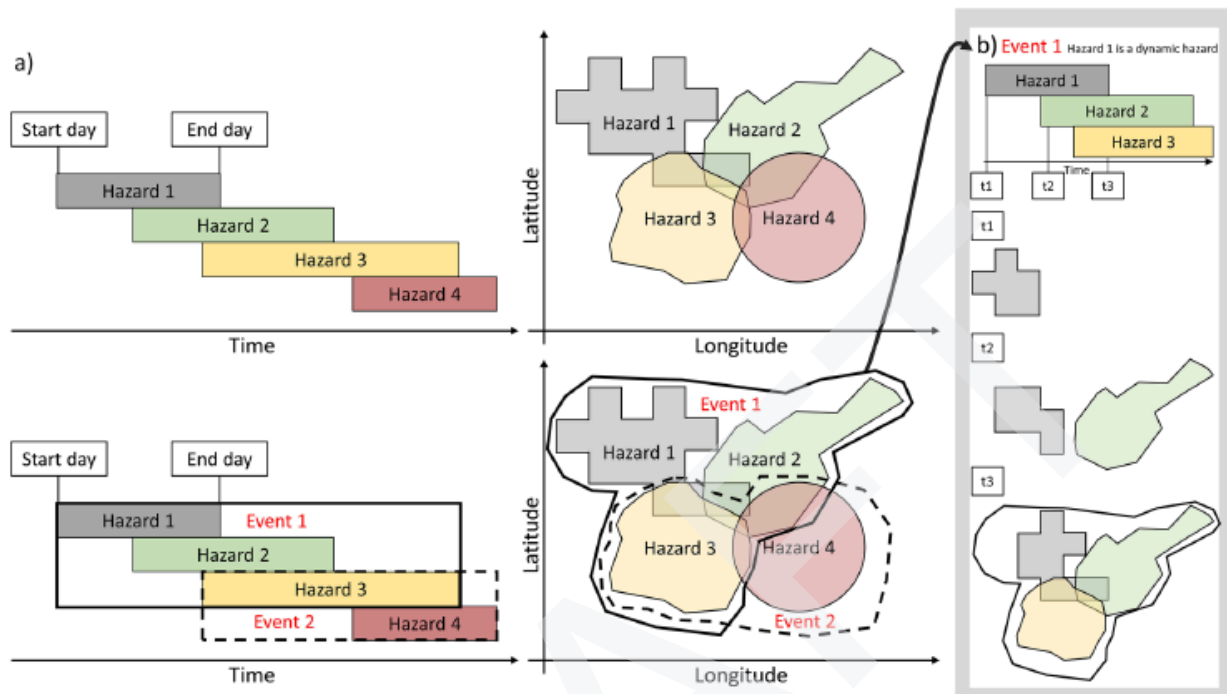 a)
Start day
End day
Hazard 1
Hazard 2
Hazard 3
Hazard 4
Time
Latitude
Hazard 1
Hazard 2
Hazard 3
Hazard 4
Longitude
Start day
End day
Hazard 1
Event 1
Hazard 2
Hazard 3
Event 2
Hazard 4
Time
Latitude
Event 1
Hazard 1
Hazard 2
Hazard 3
Hazard 4
Event 2
Longitude
b) Event 1 Hazard 1 is a dynamic hazard
Hazard 1
Hazard 2
Hazard 3
Time
t1
t2
t3
t1
t2
t3